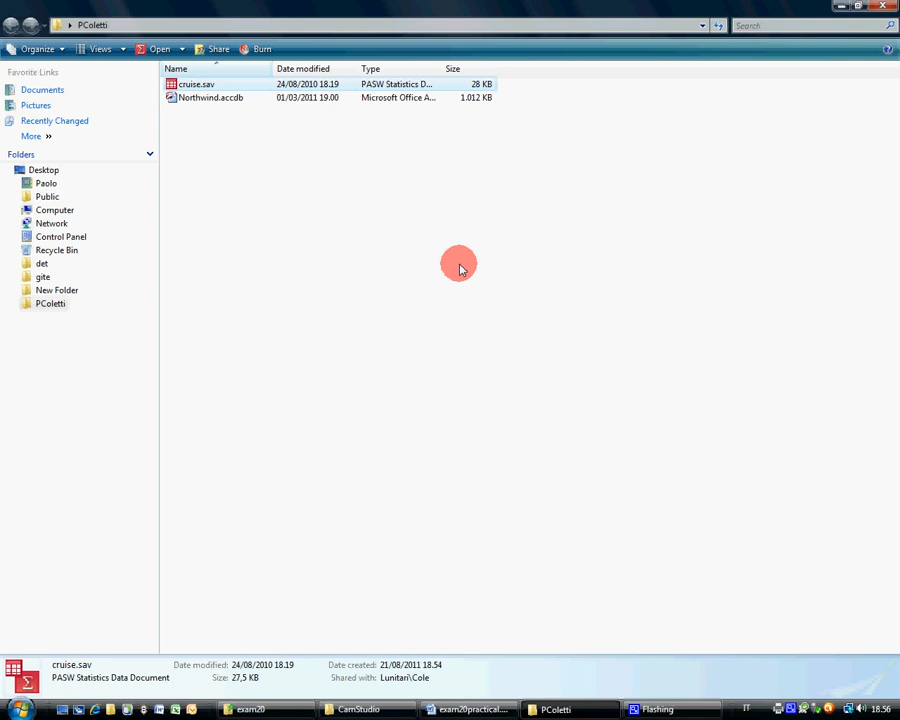 PColetti
Search
Organize Views Open Share Burn
Name Date modified Type Size
cruise.sav 24/08/2010 18.19 PASW Statistics D... 28 KB
Northwind.accdb 01/03/2011 19.00 Microsoft Office A... 1.012 KB
Favorite Links
Documents
Pictures
Recently Changed
More »
Folders
Desktop
Paolo
Public
Computer
Network
Control Panel
Recycle Bin
det
gite
New Folder
PColetti
cruise.sav Date modified: 24/08/2010 18.19 Date created: 21/08/2011 18.54
PASW Statistics Data Document Size: 27,5 KB Shared with: Lunitari\Cole
exam20 CamStudio exam20practical.... PColetti Flashing IT 18.56